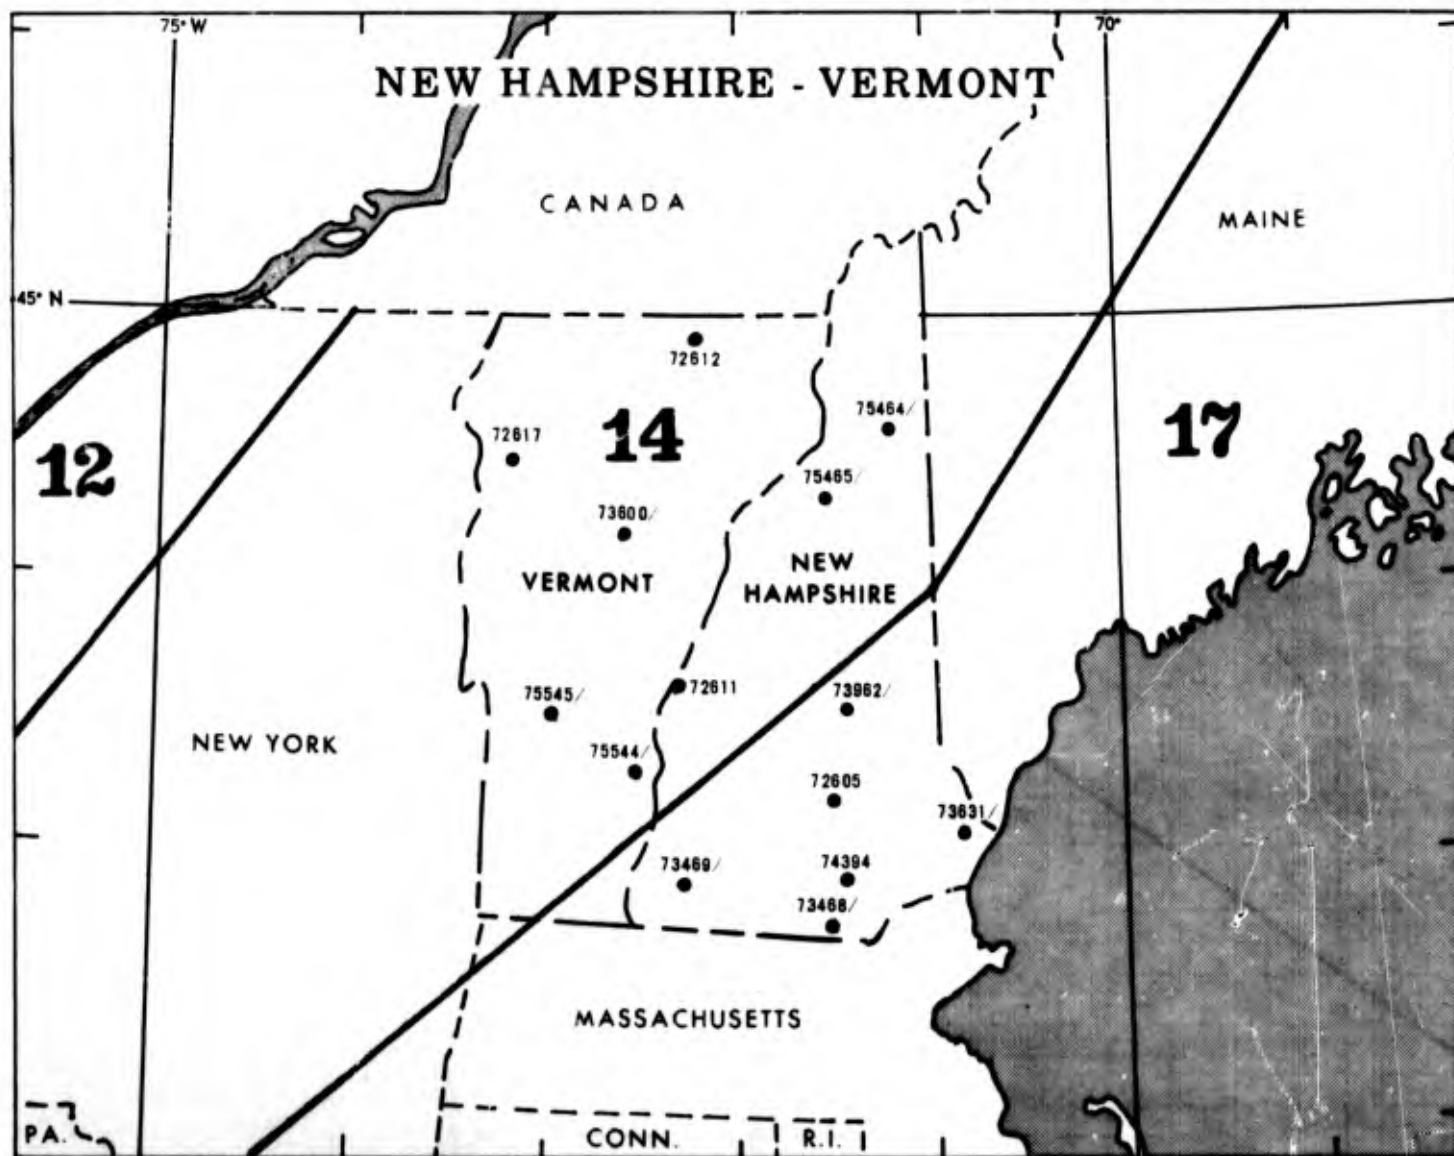 75° W
70°
NEW HAMPSHIRE - VERMONT
CANADA
MAINE
45° N
72612
75464/
14
17
72617
12
75465/
73600/
NEW
HAMPSHIRE
VERMONT
72611
73962/
75545/
NEW YORK
75544/
72605
73631/
73469/
74394
73468/
MASSACHUSETTS
PA.
CONN.
R.I.